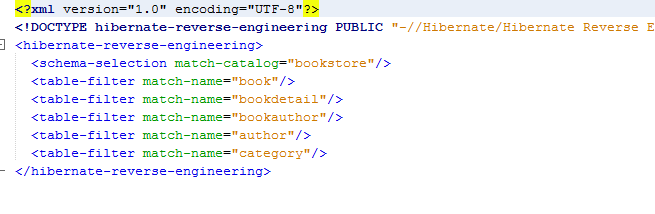 <?xml version="1.0" encoding="UTF-8"?>
<!DOCTYPE hibernate-reverse-engineering PUBLIC "-//Hibernate/Hibernate Reverse E
<hibernate-reverse-engineering>
<schema-selection match-catalog="bookstore"/>
<table-filter match-name="book"/>
<table-filter match-name="bookdetail"/>
<table-filter match-name="bookauthor"/>
<table-filter match-name="author"/>
<table-filter match-name="category"/>
</hibernate-reverse-engineering>